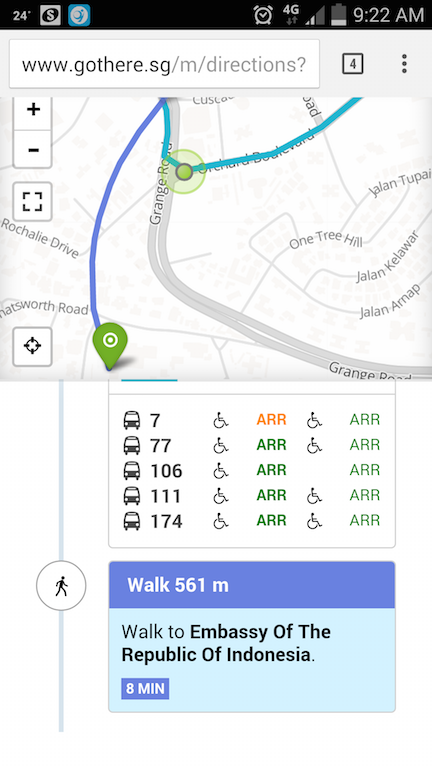 24°
4G
9:22 AM
www.gothere.sg/m/directions?
4
+
Cuscad
oad
−
Grange Road
Orchard Boulevard
Jalan Tupai
Rochalie Drive
One Tree Hill
Jalan Kelawar
hatsworth Road
Jalan Arnap
Grange Road
7 ARR ARR
77 ARR ARR
106 ARR ARR
111 ARR ARR
174 ARR ARR
Walk 561 m
Walk to Embassy Of The
Republic Of Indonesia.
8 MIN